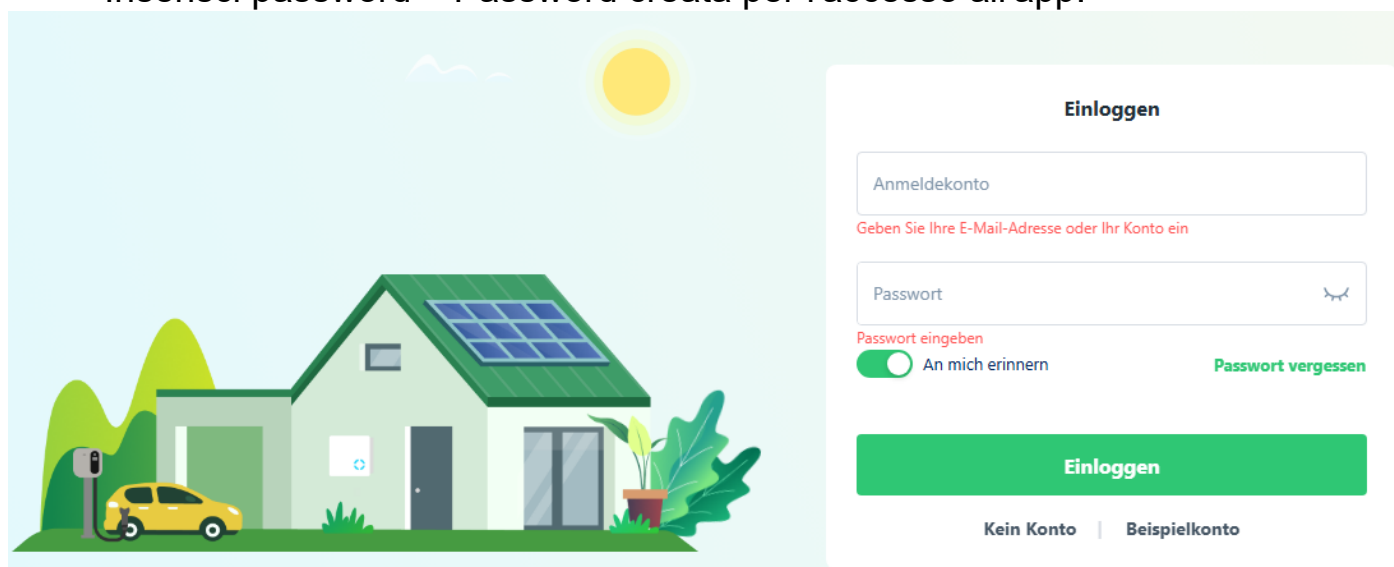 Einloggen
Anmeldekonto
Geben Sie Ihre E-Mail-Adresse oder Ihr Konto ein
Passwort
Passwort eingeben
An mich erinnern Passwort vergessen
Einloggen
Kein Konto | Beispielkonto